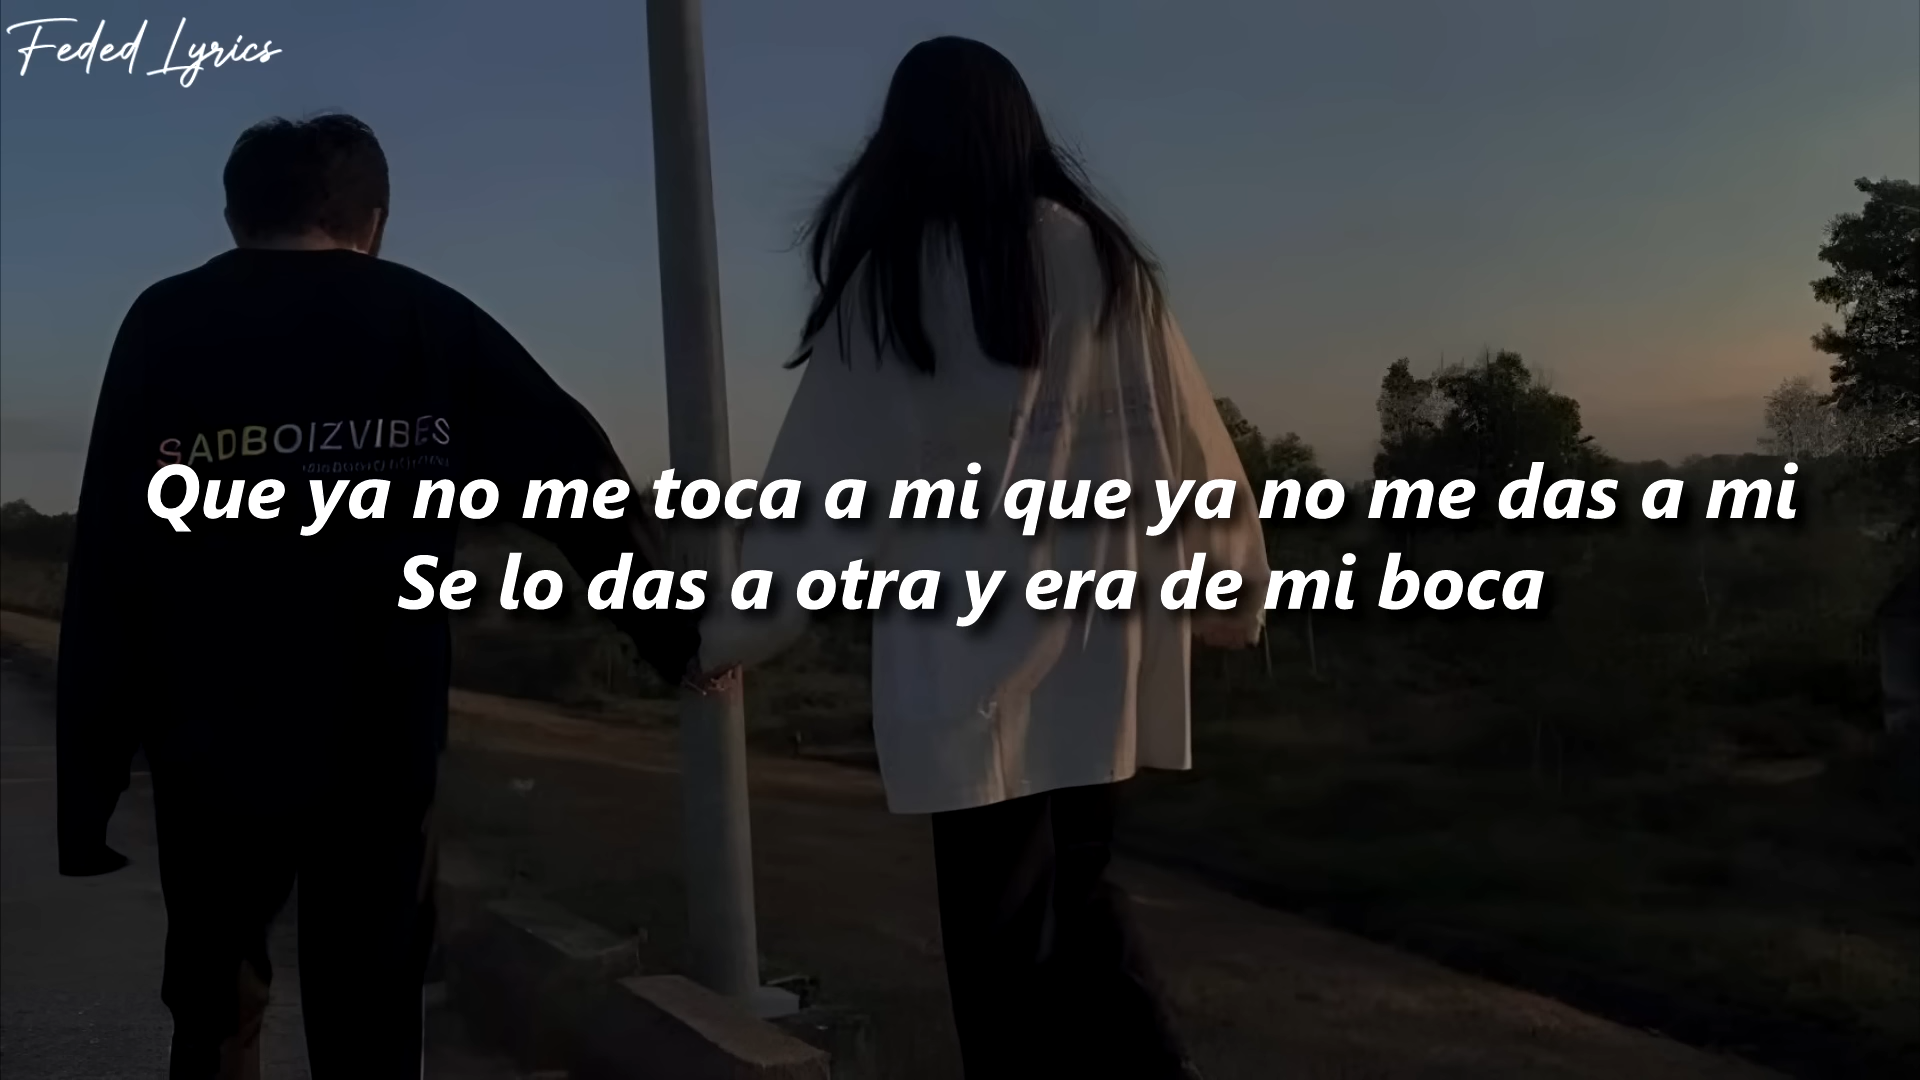 Feded Lyrics
SADBOIZVIBES
Que ya no me toca a mi que ya no me das a mi
Se lo das a otra y era de mi boca